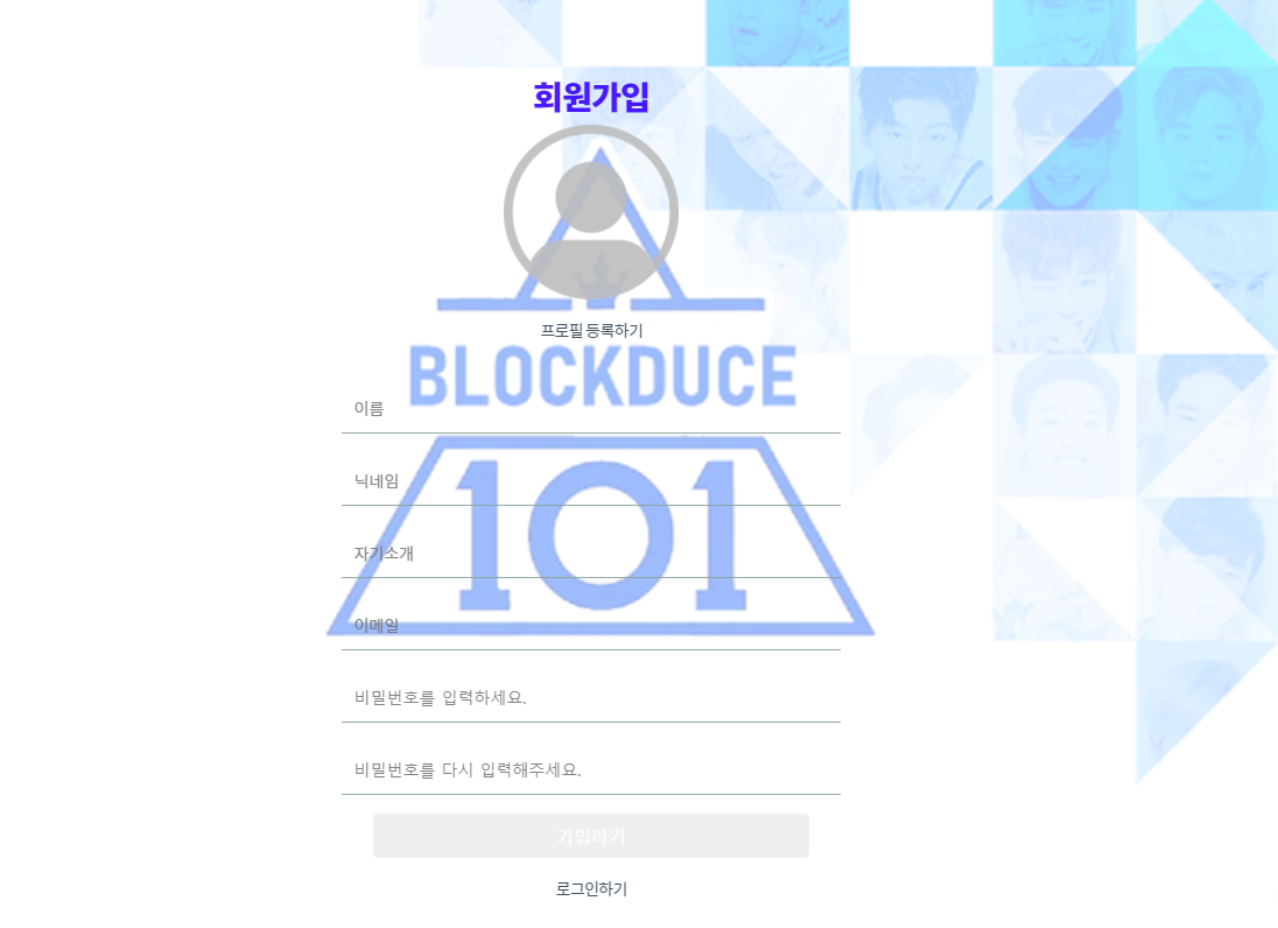 회원가입
프로필 등록하기
BLOCKDUCE
이름
101
닉네임
자기소개
이메일
비밀번호를 입력하세요.
비밀번호를 다시 입력해주세요.
가입하기
로그인하기